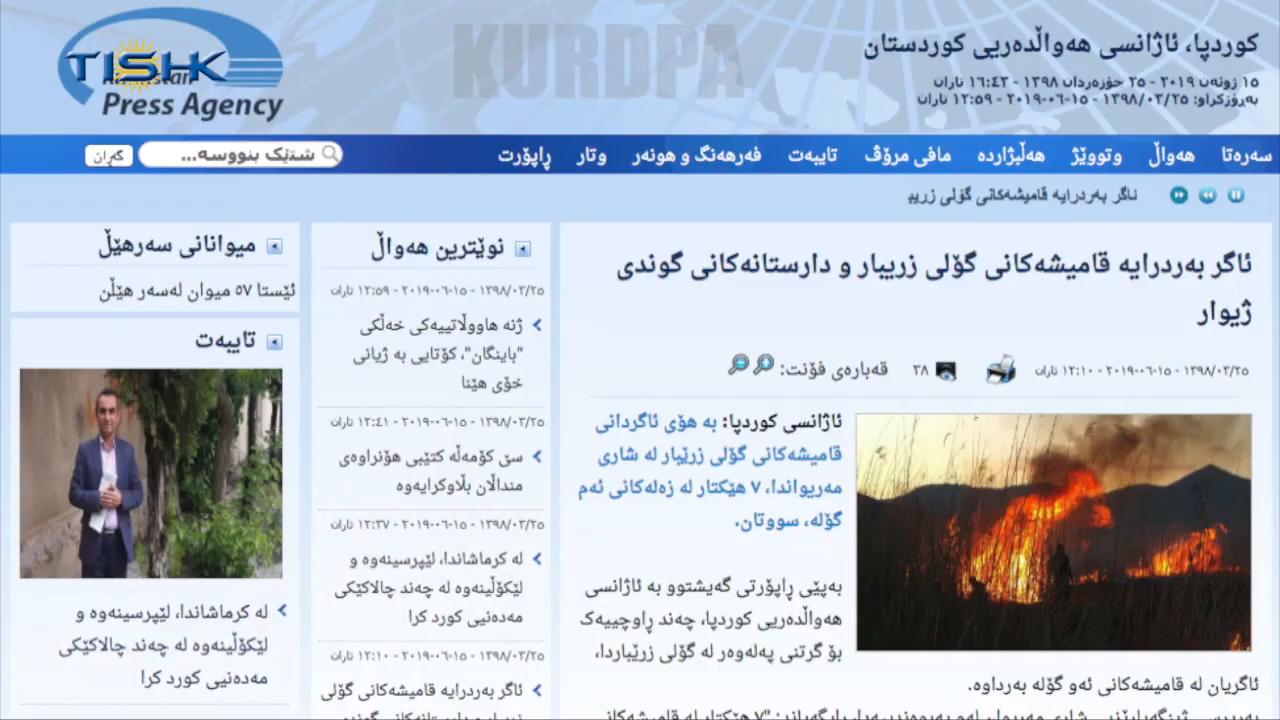 TISHK
Press Agency
KURDPA
کوردپا، ئاژانسی هەواڵدەریی کوردستان
١٥ ژوئەن ٢٠١٩ - ٢٥ جۆزەردان ١٣٩٨ - ١٦:٤٣ تاران
بەڕۆژکراو: ١٣٩٨/٠٣/٢٥ - ١٥-٠٦-٢٠١٩ - ١٢:٥٩ تاران
سەرەتا هەواڵ وتووێژ هەڵبژاردە مافی مرۆڤ تایبەت فەرهەنگ و هونەر وتار ڕاپۆرت
شتێک بنووسە...
گەڕان
ئاگر بەردرایە قامیشەکانی گۆلی زریب
ئاگر بەردرایە قامیشەکانی گۆلی زریبار و دارستانەکانی گوندی
ژیوار
١٣٩٨/٠٣/٢٥ - ١٥-٠٦-٢٠١٩ - ١٢:١٠ تاران
٣٨
قەبارەی فۆنت:
ئاژانسی کوردپا: بە هۆی ئاگردانی
قامیشەکانی گۆلی زرێبار لە شاری
مەریواندا، ٧ هێکتار لە زەلەکانی ئەم
گۆلە، سووتان.
بەپێی ڕاپۆرتی گەیشتوو بە ئاژانسی
هەواڵدەریی کوردپا، چەند ڕاوچییەک
بۆ گرتنی پەلەوەر لە گۆلی زرێباردا،
ئاگریان لە قامیشەکانی ئەو گۆلە بەرداوە.
نوێترین هەواڵ
١٣٩٨/٠٣/٢٥ - ١٥-٠٦-٢٠١٩ - ١٢:٥٩ تاران
ژنە هاووڵاتییەکی خەڵکی
"باینگان"، کۆتایی بە ژیانی
خۆی هێنا
١٣٩٨/٠٣/٢٥ - ١٥-٠٦-٢٠١٩ - ١٢:٤١ تاران
سێ کۆمەڵە کتێبی هۆنراوەی
منداڵان بڵاوکرایەوە
١٣٩٨/٠٣/٢٥ - ١٥-٠٦-٢٠١٩ - ١٢:٣٧ تاران
لە کرماشاندا، لێپرسینەوە و
لێکۆڵینەوە لە چەند چالاکێکی
مەدەنیی کورد کرا
١٣٩٨/٠٣/٢٥ - ١٥-٠٦-٢٠١٩ - ١٢:١٠ تاران
ئاگر بەردرایە قامیشەکانی گۆلی
میوانانی سەرهێڵ
ئێستا ٥٧ میوان لەسەر هێڵن
تایبەت
لە کرماشاندا، لێپرسینەوە و
لێکۆڵینەوە لە چەند چالاکێکی
مەدەنیی کورد کرا